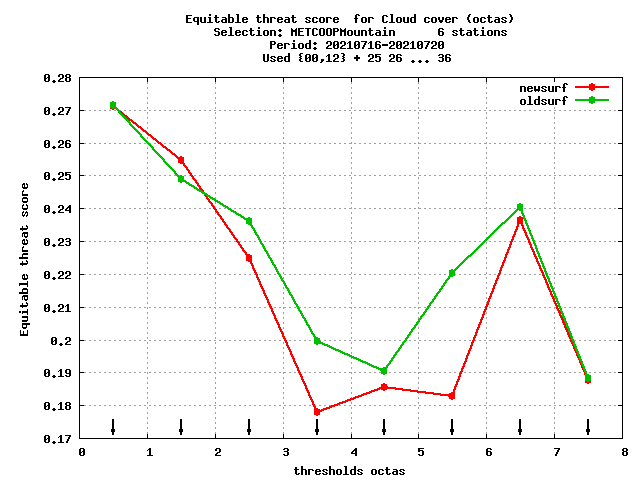 Equitable threat score  for Cloud cover (octas)
Selection: METCOOPMountain      6 stations
Period: 20210716-20210720
Used {00,12} + 25 26 ... 36
newsurf
oldsurf
0.28
0.27
0.26
0.25
0.24
0.23
0.22
0.21
0.2
0.19
0.18
0.17
Equitable threat score
0 1 2 3 4 5 6 7 8
thresholds octas